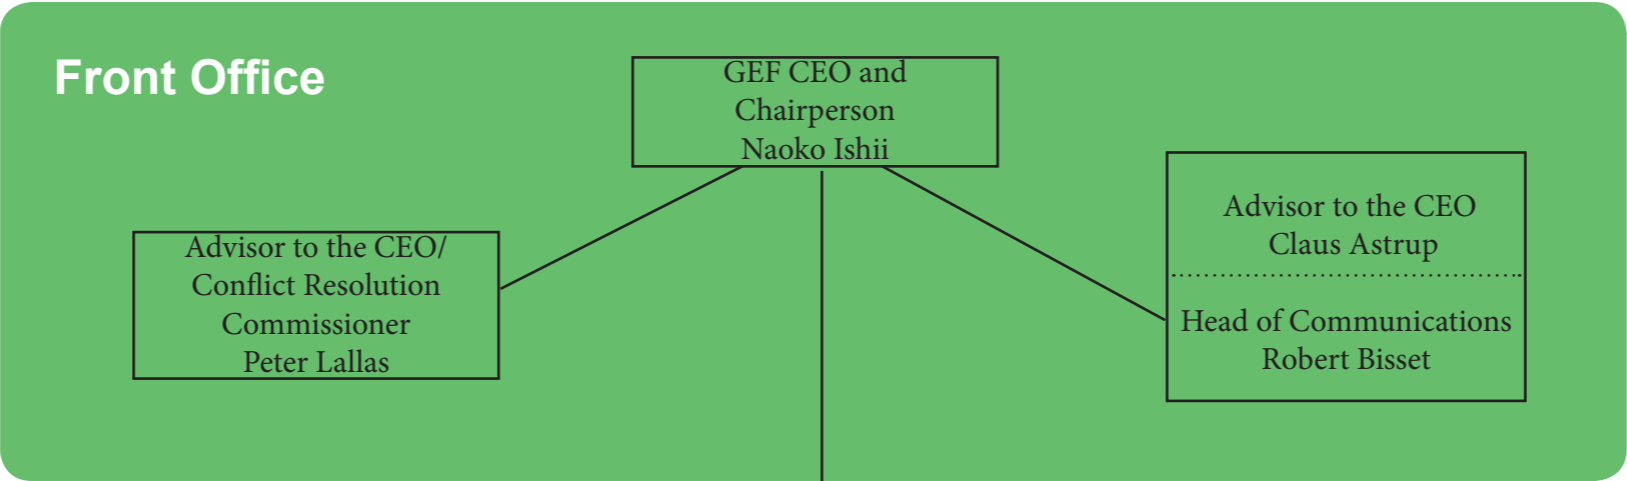 Front Office
GEF CEO and
Chairperson
Naoko Ishii
Advisor to the CEO/
Conflict Resolution
Commissioner
Peter Lallas
Advisor to the CEO
Claus Astrup
Head of Communications
Robert Bisset